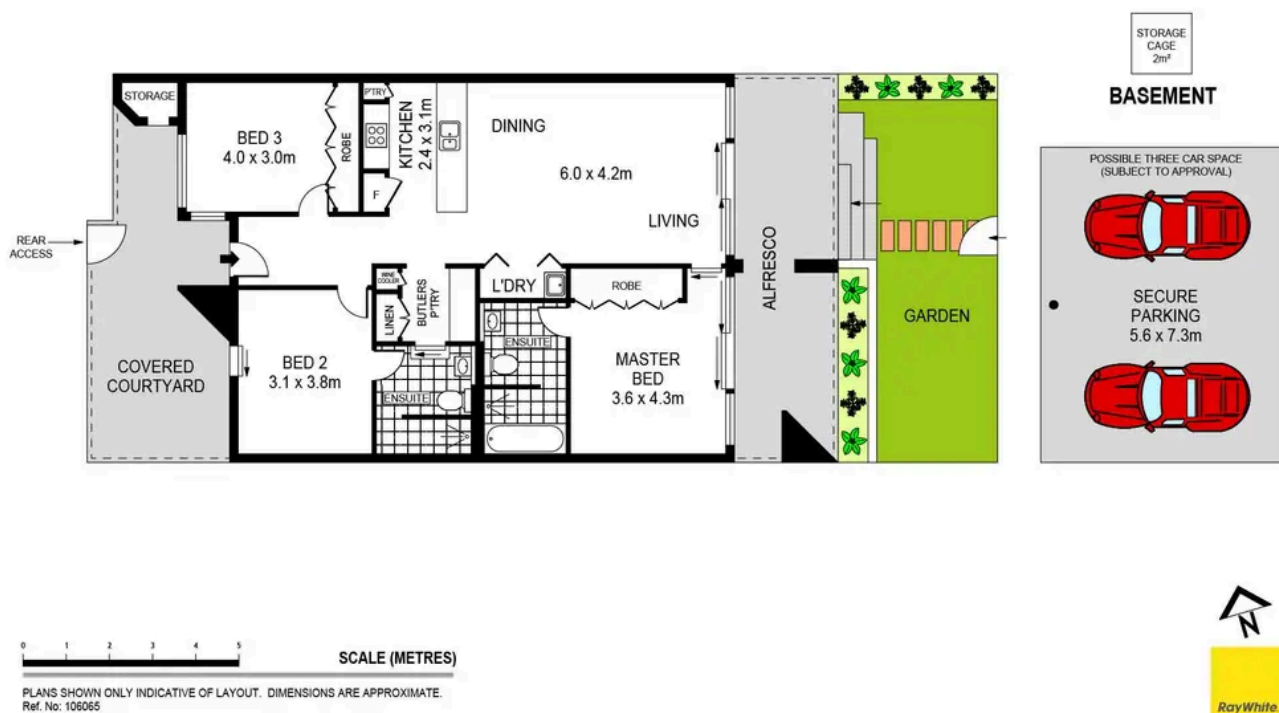 STORAGE
CAGE
2m²
BASEMENT
STORAGE
BED 3
4.0 x 3.0m
ROBE
P'TRY
KITCHEN
2.4 x 3.1m
F
DINING
6.0 x 4.2m
LIVING
REAR
ACCESS
COVERED
COURTYARD
BED 2
3.1 x 3.8m
WINE
COOLER
LINEN
BUTLERS
P'TRY
ENSUITE
L'DRY
ENSUITE
ROBE
MASTER
BED
3.6 x 4.3m
ALFRESCO
GARDEN
POSSIBLE THREE CAR SPACE
(SUBJECT TO APPROVAL)
SECURE
PARKING
5.6 x 7.3m
0 1 2 3 4 5
SCALE (METRES)
PLANS SHOWN ONLY INDICATIVE OF LAYOUT. DIMENSIONS ARE APPROXIMATE.
Ref. No: 106065
N
RayWhite